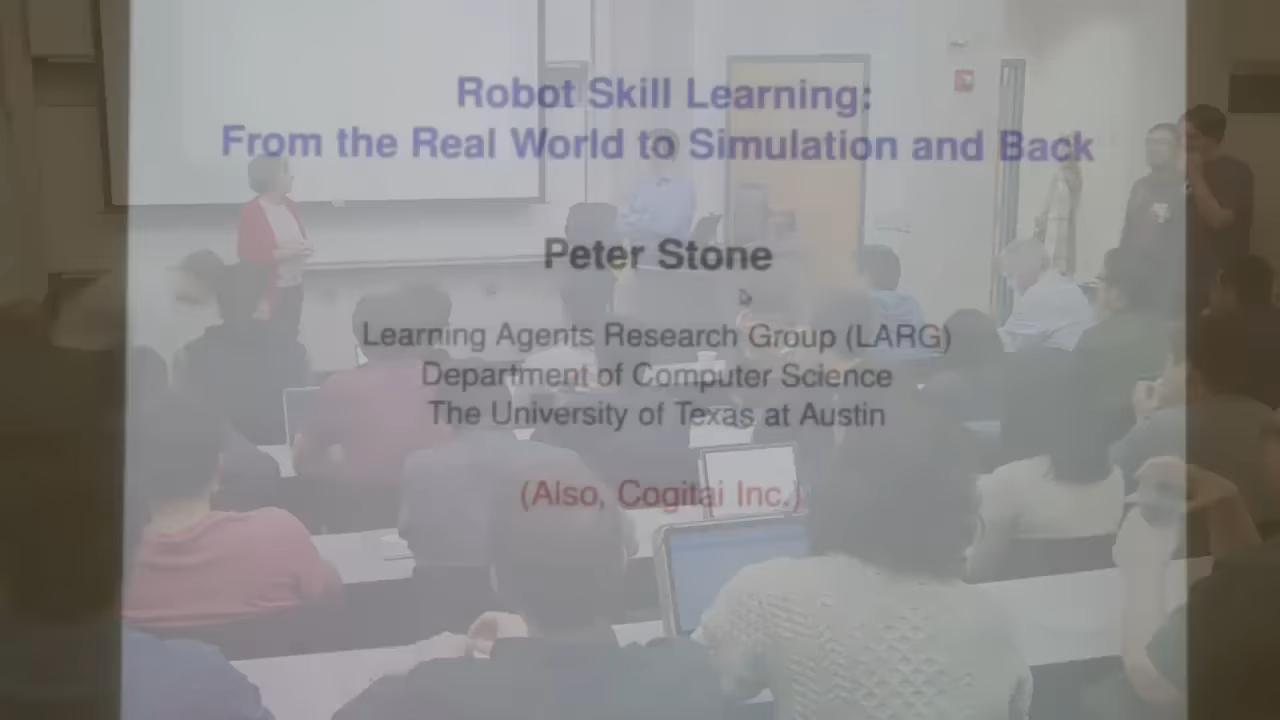 Robot Skill Learning:
From the Real World to Simulation and Back
Peter Stone
Learning Agents Research Group (LARG)
Department of Computer Science
The University of Texas at Austin
(Also, Cogitai Inc.)